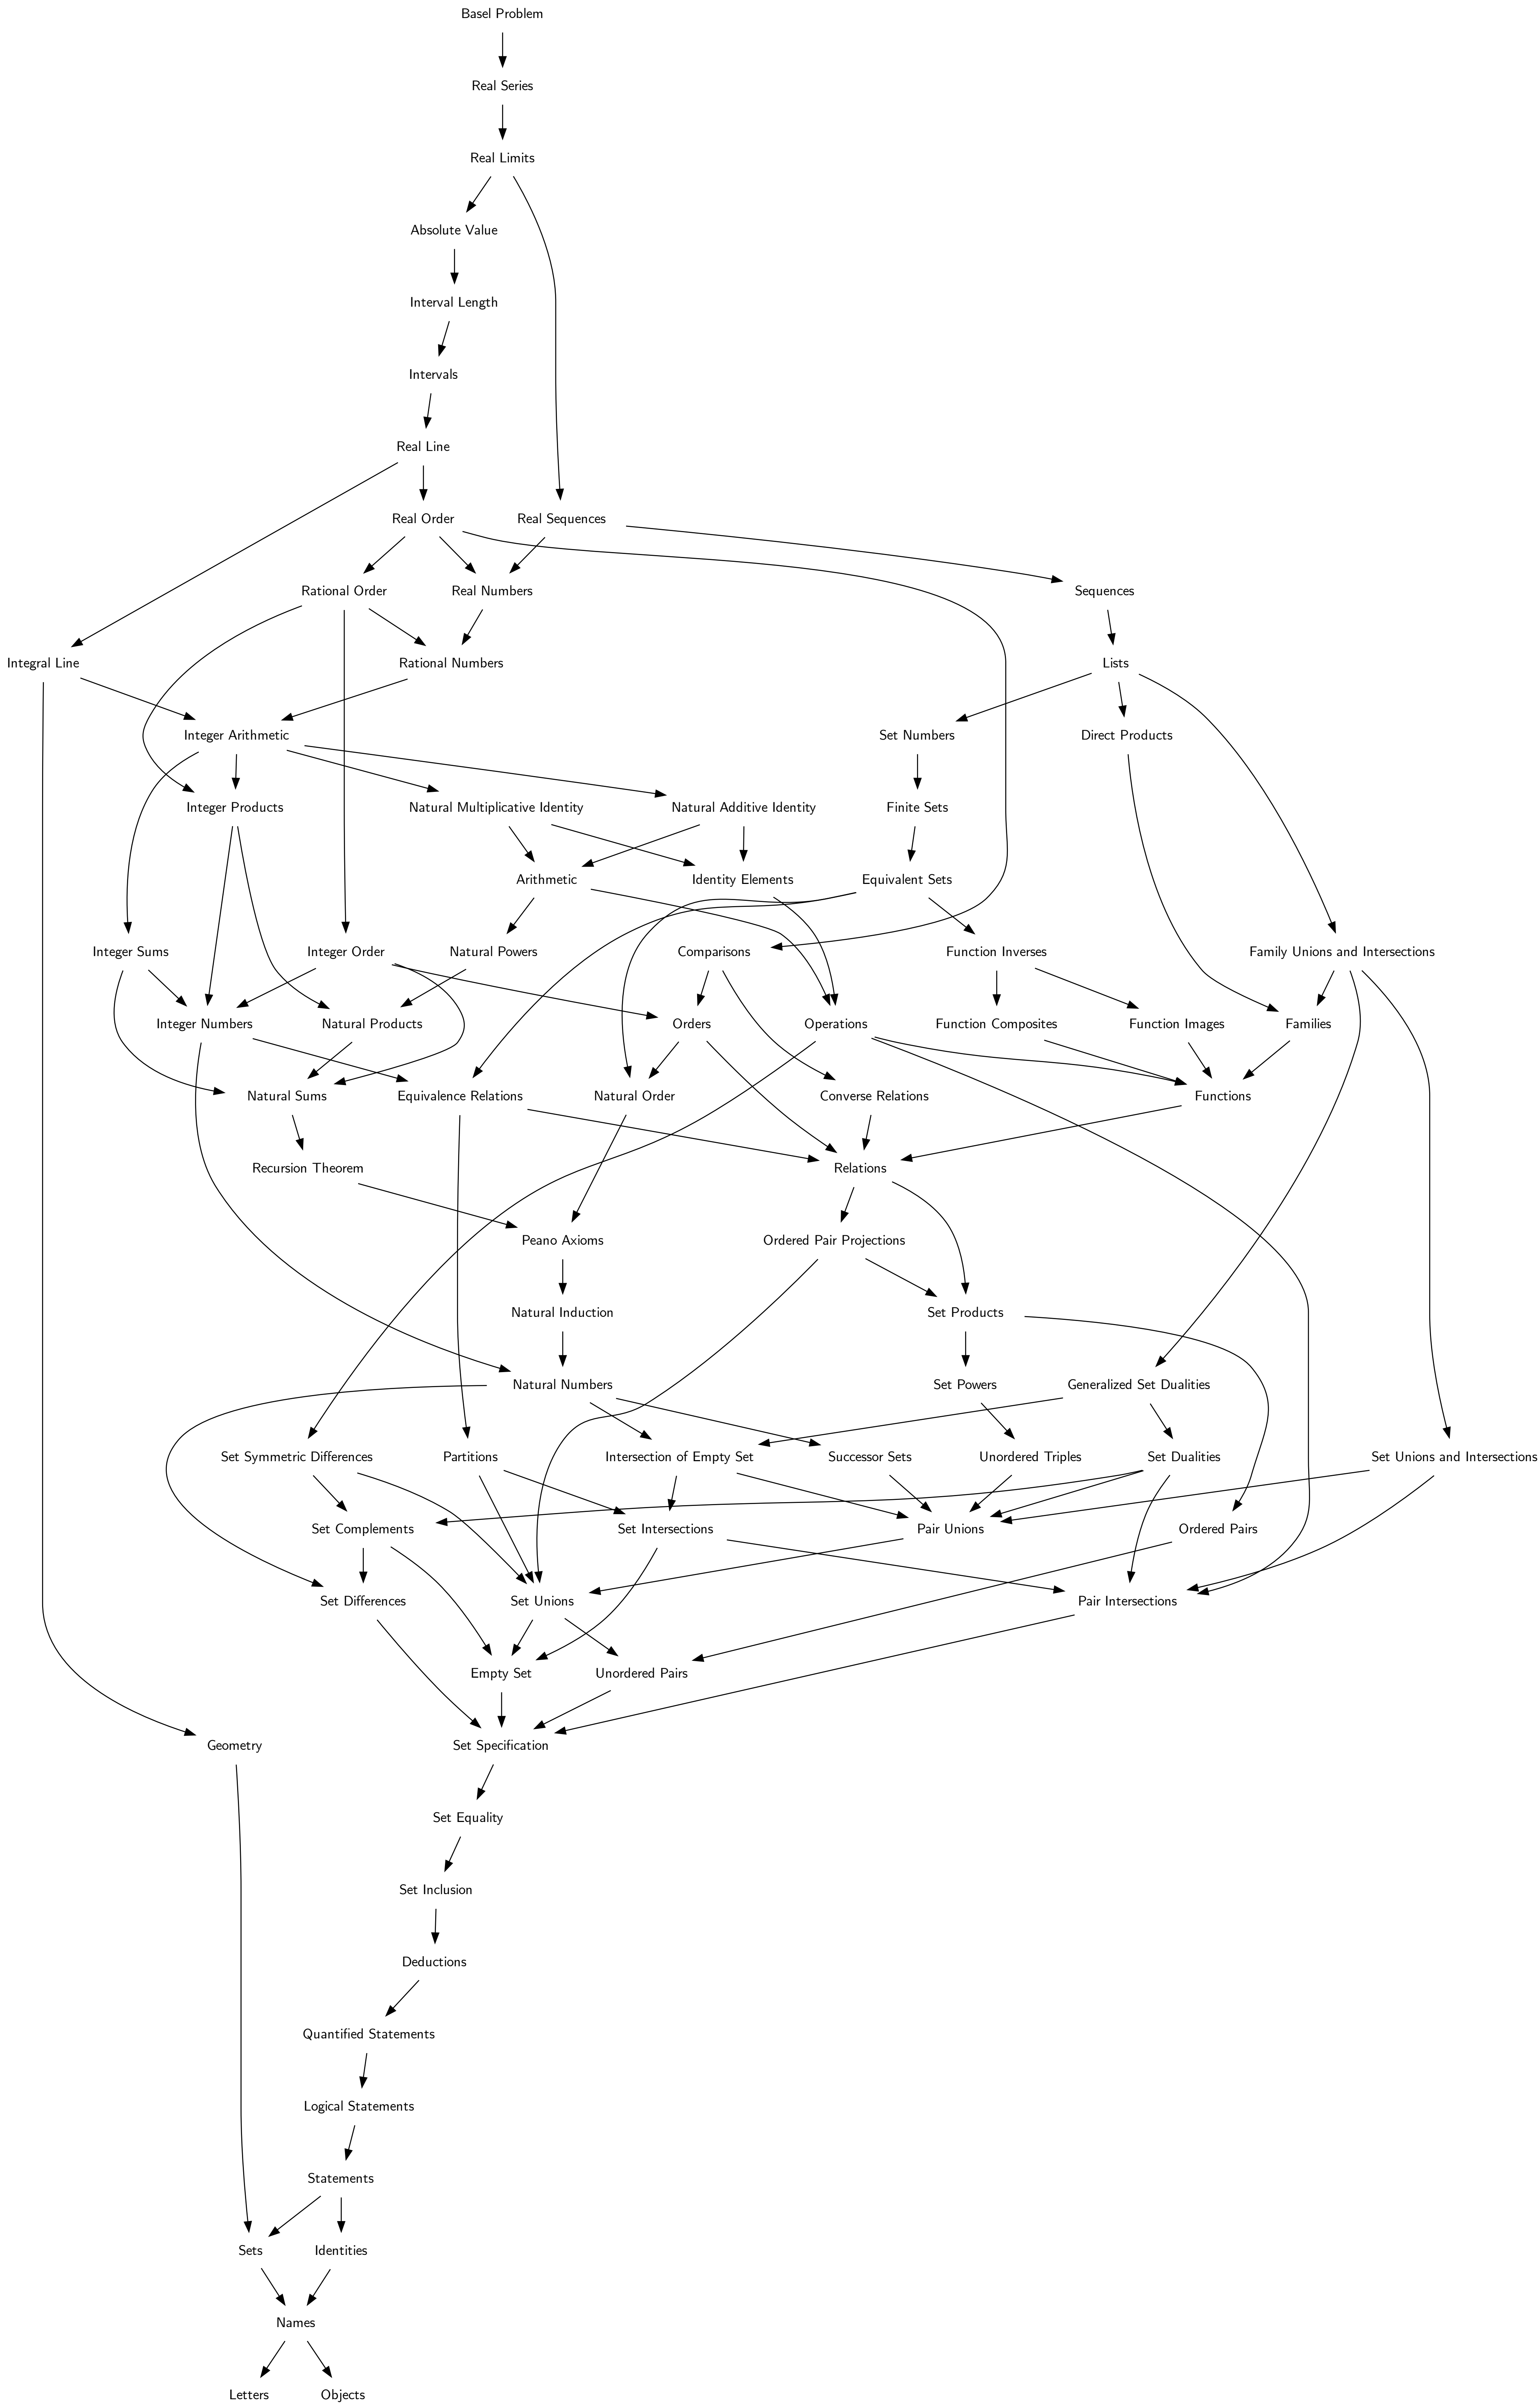 Basel Problem
Real Series
Real Limits
Absolute Value
Interval Length
Intervals
Real Line
Real Order
Real Sequences
Rational Order
Real Numbers
Sequences
Integral Line
Rational Numbers
Lists
Integer Arithmetic
Set Numbers
Direct Products
Integer Products
Natural Multiplicative Identity
Natural Additive Identity
Finite Sets
Arithmetic
Identity Elements
Equivalent Sets
Integer Sums
Integer Order
Natural Powers
Comparisons
Function Inverses
Family Unions and Intersections
Integer Numbers
Natural Products
Orders
Operations
Function Composites
Function Images
Families
Natural Sums
Equivalence Relations
Natural Order
Converse Relations
Functions
Recursion Theorem
Relations
Peano Axioms
Ordered Pair Projections
Natural Induction
Set Products
Natural Numbers
Set Powers
Generalized Set Dualities
Set Symmetric Differences
Partitions
Intersection of Empty Set
Successor Sets
Unordered Triples
Set Dualities
Set Unions and Intersections
Set Complements
Set Intersections
Pair Unions
Ordered Pairs
Set Differences
Set Unions
Pair Intersections
Empty Set
Unordered Pairs
Geometry
Set Specification
Set Equality
Set Inclusion
Deductions
Quantified Statements
Logical Statements
Statements
Sets
Identities
Names
Letters
Objects